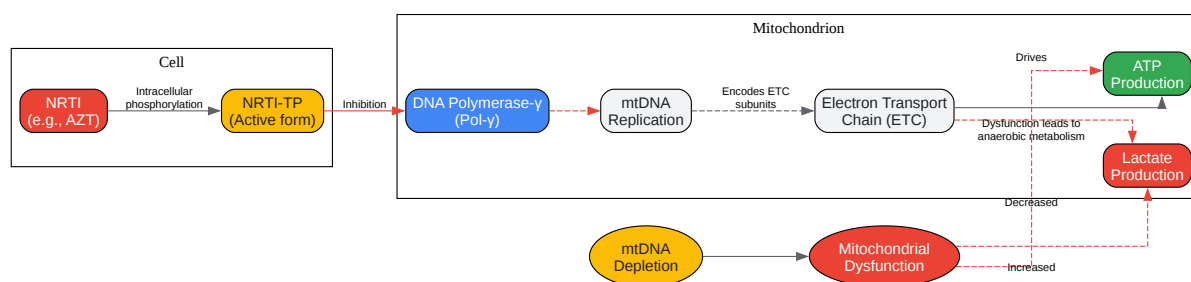 Mitochondrion
Cell
NRTI
(e.g., AZT)
Intracellular
phosphorylation
NRTI-TP
(Active form)
Inhibition
DNA Polymerase-γ
(Pol-γ)
mtDNA
Replication
Encodes ETC
subunits
Electron Transport
Chain (ETC)
Drives
ATP
Production
Dysfunction leads to
anaerobic metabolism
Lactate
Production
Decreased
mtDNA
Depletion
Mitochondrial
Dysfunction
Increased